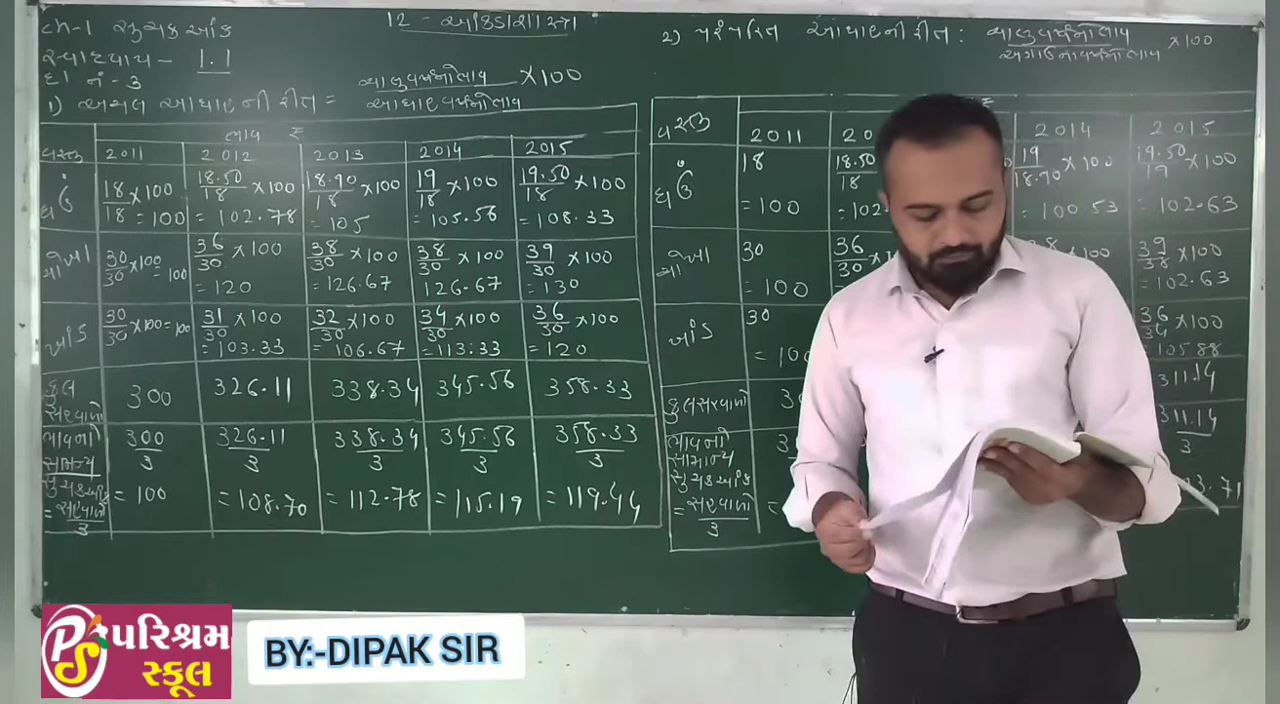 ch-1 સૂચક આંક
12 - આંકડાશાસ્ત્ર
સ્વાધ્યાય - 1.1
દા નં - 3
1) અચલ આધારની રીત = ચાલુ વર્ષનો ભાવ / આધાર વર્ષનો ભાવ ×100
ભાવ ₹
વસ્તુ 2011 2012 2013 2014 2015
ઘઉં 18/18 ×100 = 100 18.50/18 ×100 = 102.78 18.90/18 ×100 = 105 19/18 ×100 = 105.56 19.50/18 ×100 = 108.33
ચોખા 30/30 ×100 = 100 36/30 ×100 = 120 38/30 ×100 = 126.67 38/30 ×100 126.67 39/30 ×100 = 130
ખાંડ 30/30 ×100 = 100 31/30 ×100 = 103.33 32/30 ×100 = 106.67 34/30 ×100 = 113.33 36/30 ×100 = 120
કુલ સરવાળો 300 326.11 338.34 345.56 358.33
ભાવનો સામાન્ય સુચકઆંક = સરવાળો/3 300/3 = 100 326.11/3 = 108.70 338.34/3 = 112.78 345.56/3 = 115.19 358.33/3 = 119.44
2) પરંપરિત આધારની રીત : ચાલુ વર્ષનો ભાવ / અગાઉના વર્ષનો ભાવ ×100
વસ્તુ 2011 2014 2015
ઘઉં 18 = 100 18.50/18 = 102. 19/18.90 ×100 = 100.53 19.50/19 ×100 = 102.63
ચોખા 30 = 100 36/30 × 39/38 ×100 = 102.63
ખાંડ 30 = 100 36/34 ×100 = 105.88
કુલ સરવાળો 311.14
ભાવનો સામાન્ય સુચકઆંક = સરવાળો/3 311.14/3
પરિશ્રમ
સ્કૂલ
BY:-DIPAK SIR